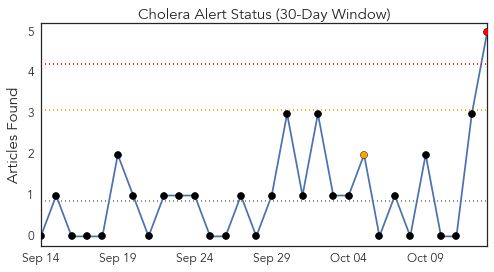 Cholera Alert Status (30-Day Window)
Articles Found
5
4
3
2
1
0
Sep 14 Sep 19 Sep 24 Sep 29 Oct 04 Oct 09